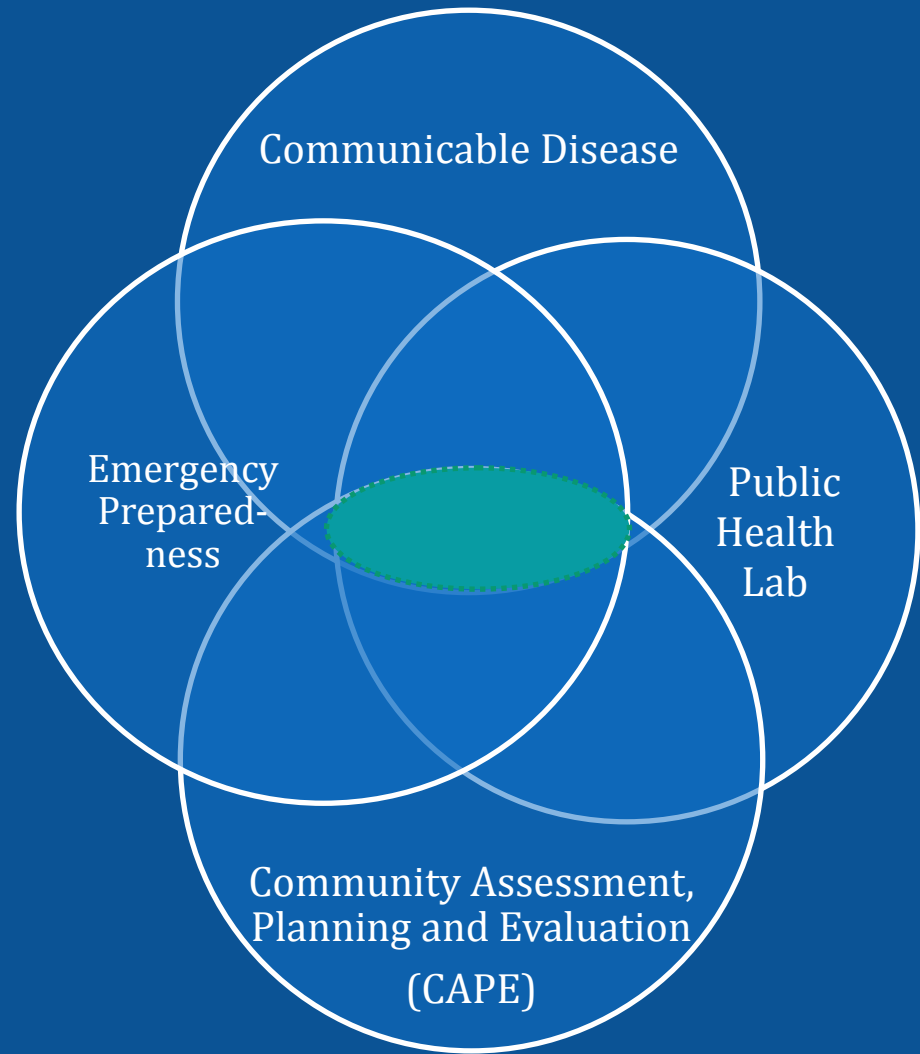 Communicable Disease
Emergency
Prepared-
ness
Public
Health
Lab
Community Assessment,
Planning and Evaluation
(CAPE)